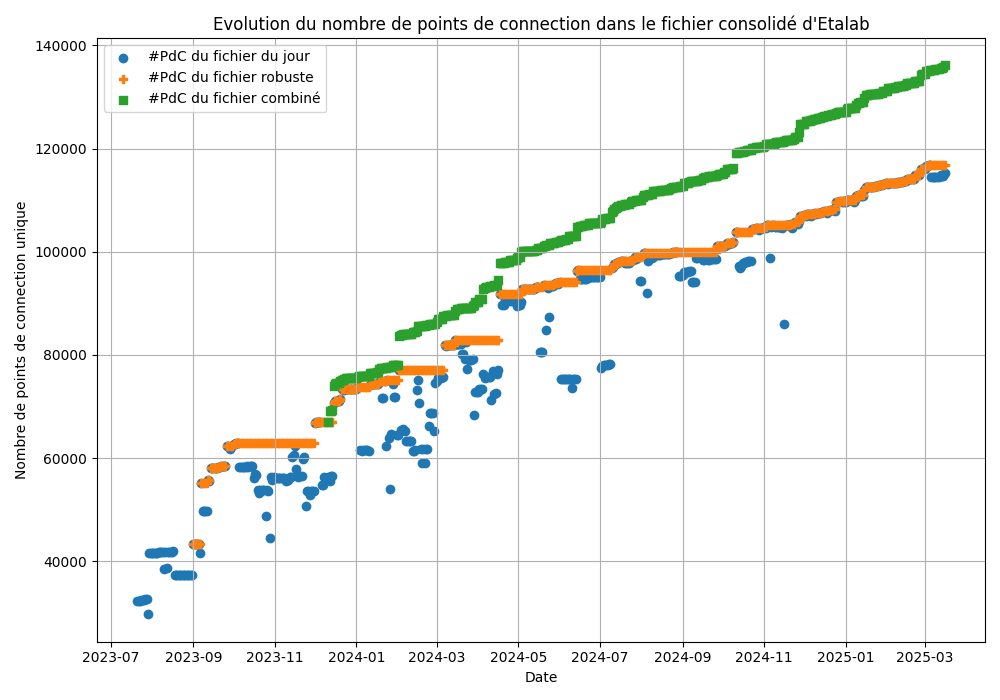 Evolution du nombre de points de connection dans le fichier consolidé d'Etalab
#PdC du fichier du jour
#PdC du fichier robuste
#PdC du fichier combiné
Nombre de points de connection unique
140000
120000
100000
80000
60000
40000
2023-07
2023-09
2023-11
2024-01
2024-03
2024-05
2024-07
2024-09
2024-11
2025-01
2025-03
Date